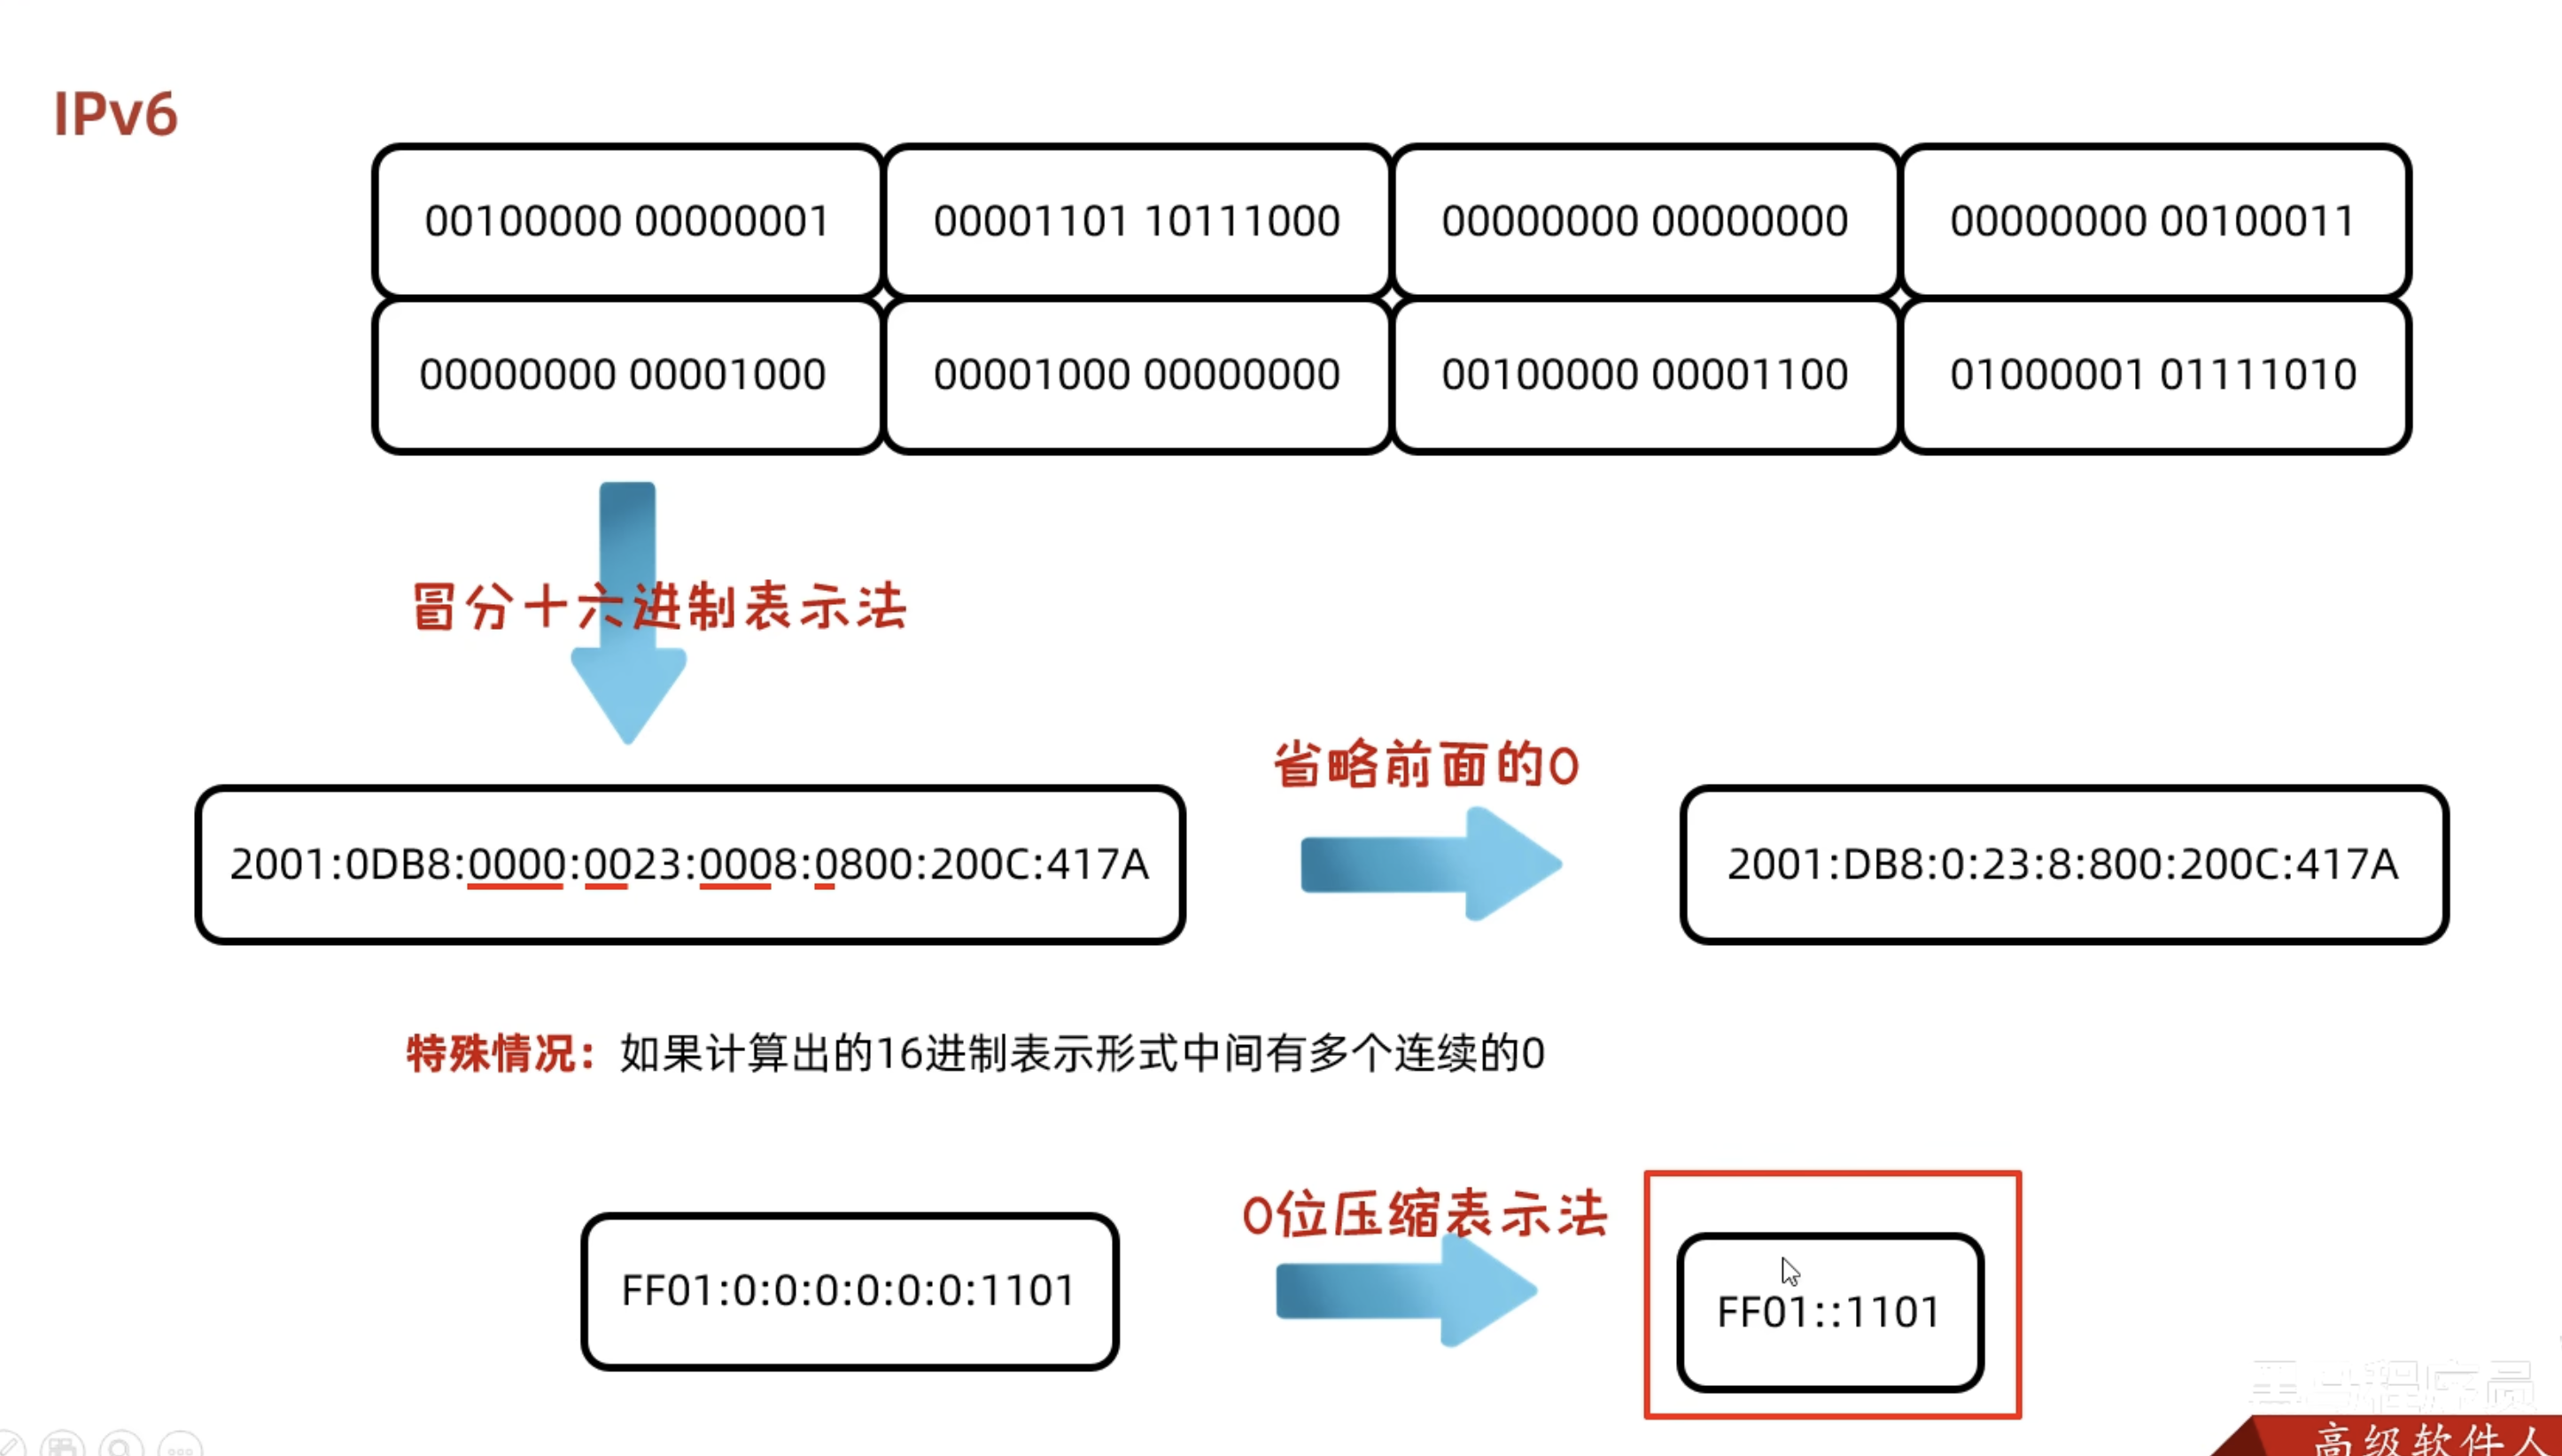 IPv6
00100000 00000001 00001101 10111000 00000000 00000000 00000000 00100011
00000000 00001000 00001000 00000000 00100000 00001100 01000001 01111010
冒分十六进制表示法
省略前面的0
2001:0DB8:0000:0023:0008:0800:200C:417A
2001:DB8:0:23:8:800:200C:417A
特殊情况：如果计算出的16进制表示形式中间有多个连续的0
0位压缩表示法
FF01:0:0:0:0:0:0:1101
FF01::1101
程序员
高级软件人